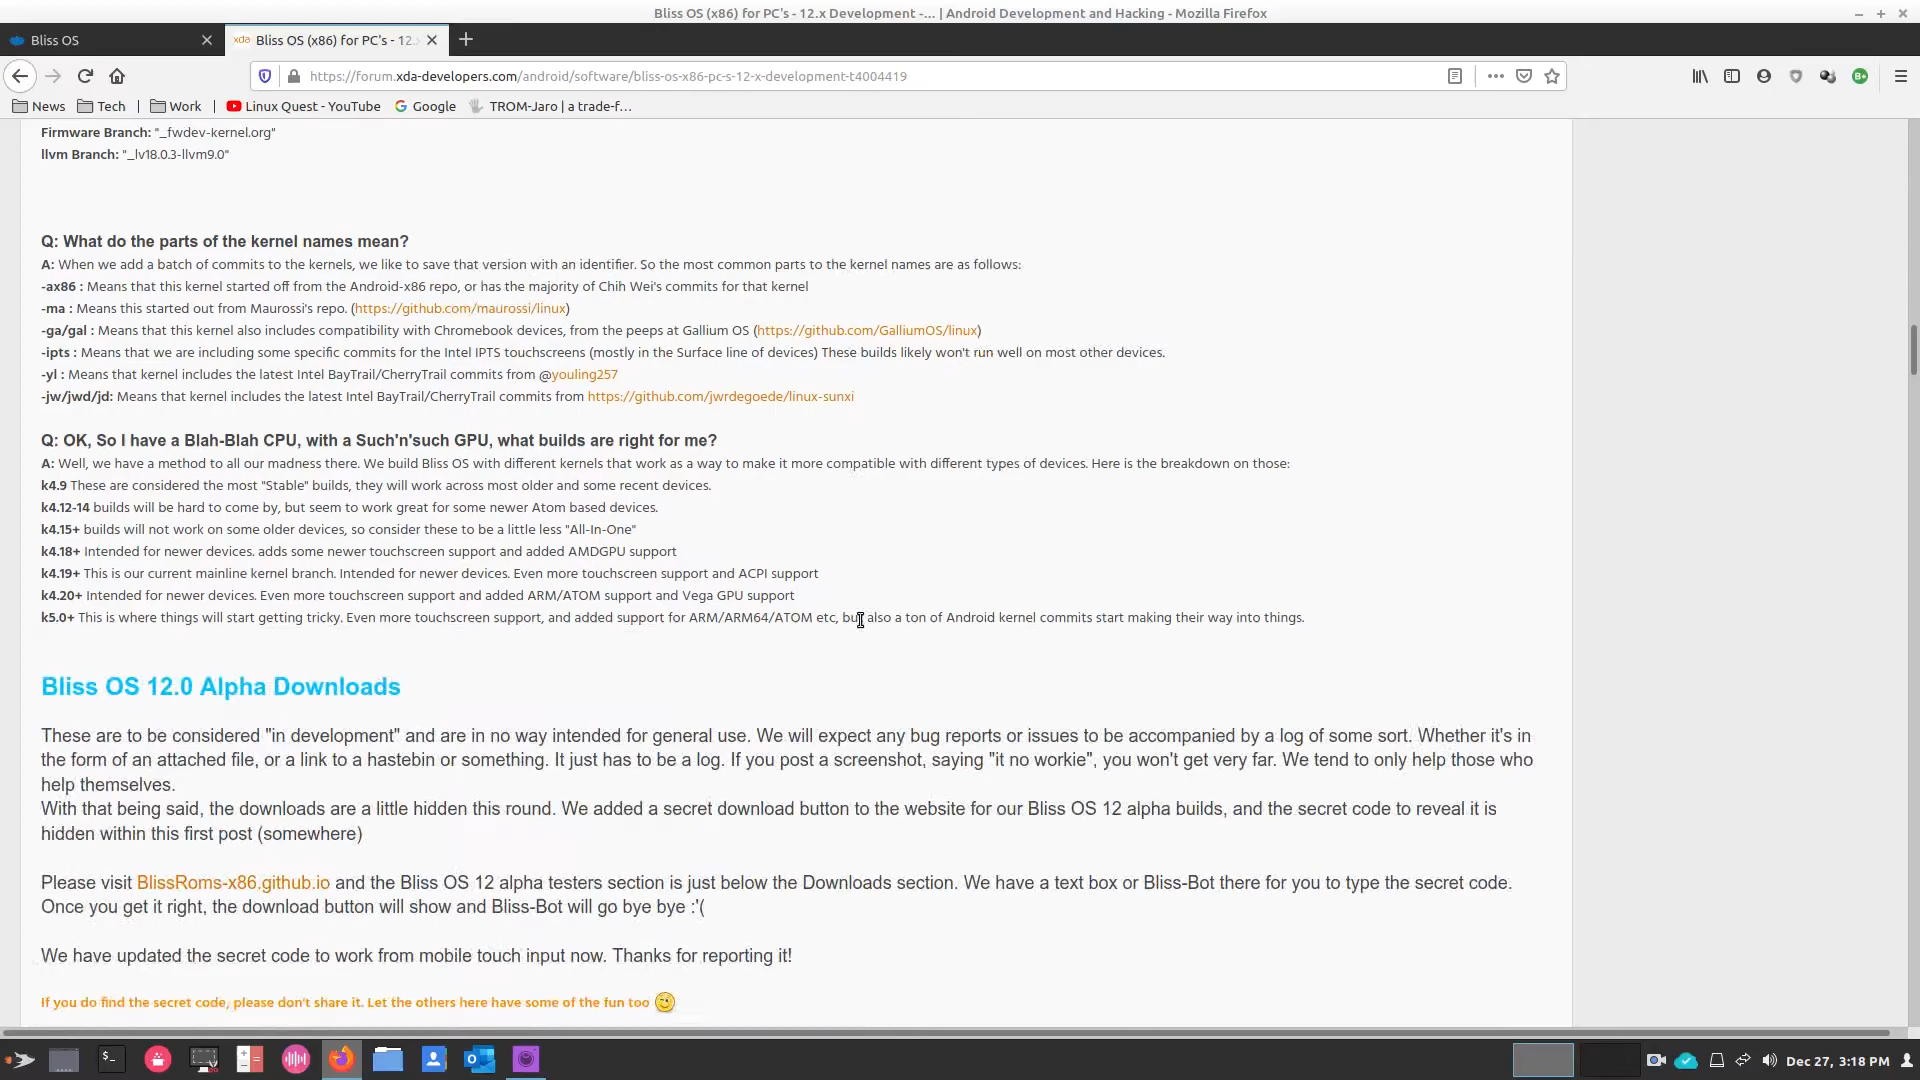 Bliss OS (x86) for PC's - 12.x Development -... | Android Development and Hacking - Mozilla Firefox
Bliss OS
xda Bliss OS (x86) for PC's - 12.
https://forum.xda-developers.com/android/software/bliss-os-x86-pc-s-12-x-development-t4004419
B+
News Tech Work Linux Quest - YouTube Google TROM-Jaro | a trade-f...
Firmware Branch: "_fwdev-kernel.org"
llvm Branch: "_lv18.0.3-llvm9.0"
Q: What do the parts of the kernel names mean?
A: When we add a batch of commits to the kernels, we like to save that version with an identifier. So the most common parts to the kernel names are as follows:
-ax86 : Means that this kernel started off from the Android-x86 repo, or has the majority of Chih Wei's commits for that kernel
-ma : Means this started out from Maurossi's repo. (https://github.com/maurossi/linux)
-ga/gal : Means that this kernel also includes compatibility with Chromebook devices, from the peeps at Gallium OS (https://github.com/GalliumOS/linux)
-ipts : Means that we are including some specific commits for the Intel IPTS touchscreens (mostly in the Surface line of devices) These builds likely won't run well on most other devices.
-yl : Means that kernel includes the latest Intel BayTrail/CherryTrail commits from @youling257
-jw/jwd/jd: Means that kernel includes the latest Intel BayTrail/CherryTrail commits from https://github.com/jwrdegoede/linux-sunxi
Q: OK, So I have a Blah-Blah CPU, with a Such'n'such GPU, what builds are right for me?
A: Well, we have a method to all our madness there. We build Bliss OS with different kernels that work as a way to make it more compatible with different types of devices. Here is the breakdown on those:
k4.9 These are considered the most "Stable" builds, they will work across most older and some recent devices.
k4.12-14 builds will be hard to come by, but seem to work great for some newer Atom based devices.
k4.15+ builds will not work on some older devices, so consider these to be a little less "All-In-One"
k4.18+ Intended for newer devices. adds some newer touchscreen support and added AMDGPU support
k4.19+ This is our current mainline kernel branch. Intended for newer devices. Even more touchscreen support and ACPI support
k4.20+ Intended for newer devices. Even more touchscreen support and added ARM/ATOM support and Vega GPU support
k5.0+ This is where things will start getting tricky. Even more touchscreen support, and added support for ARM/ARM64/ATOM etc, but also a ton of Android kernel commits start making their way into things.
Bliss OS 12.0 Alpha Downloads
These are to be considered "in development" and are in no way intended for general use. We will expect any bug reports or issues to be accompanied by a log of some sort. Whether it's in
the form of an attached file, or a link to a hastebin or something. It just has to be a log. If you post a screenshot, saying "it no workie", you won't get very far. We tend to only help those who
help themselves.
With that being said, the downloads are a little hidden this round. We added a secret download button to the website for our Bliss OS 12 alpha builds, and the secret code to reveal it is
hidden within this first post (somewhere)
Please visit BlissRoms-x86.github.io and the Bliss OS 12 alpha testers section is just below the Downloads section. We have a text box or Bliss-Bot there for you to type the secret code.
Once you get it right, the download button will show and Bliss-Bot will go bye bye :'(
We have updated the secret code to work from mobile touch input now. Thanks for reporting it!
If you do find the secret code, please don't share it. Let the others here have some of the fun too
Dec 27, 3:18 PM